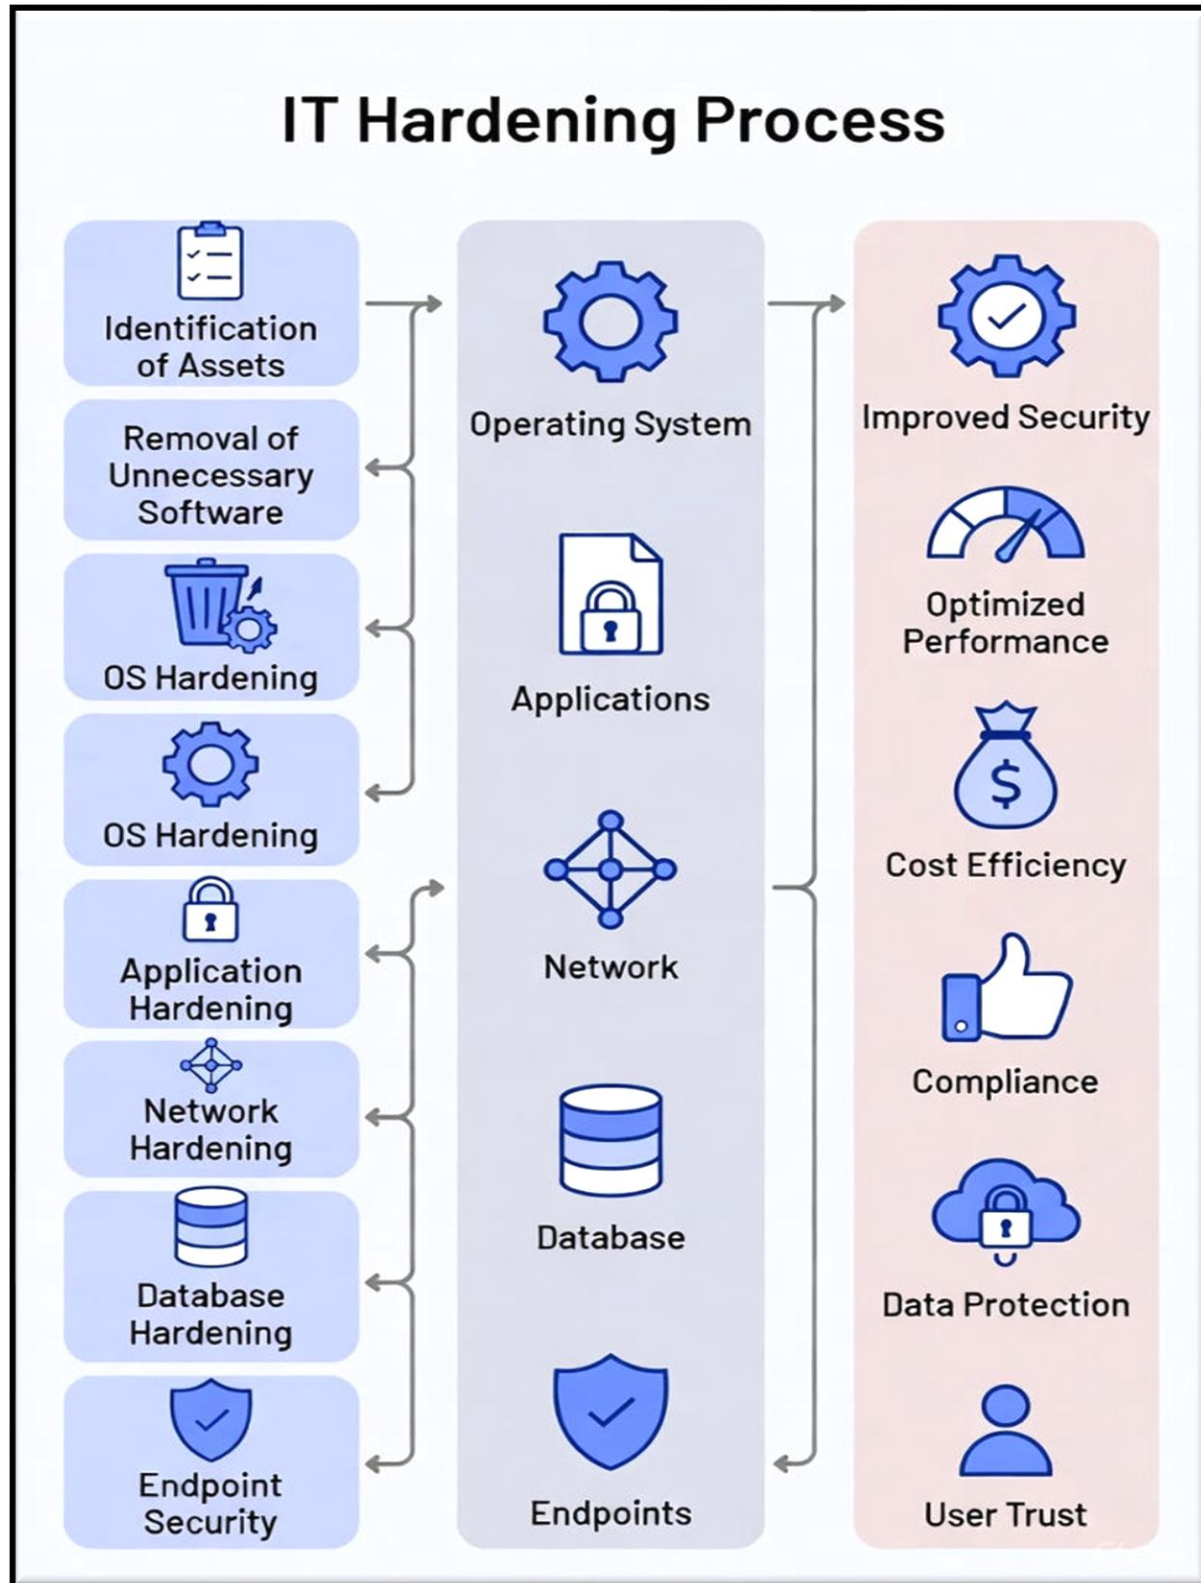 IT Hardening Process
Identification
of Assets
Removal of
Unnecessary
Software
OS Hardening
OS Hardening
Application
Hardening
Network
Hardening
Database
Hardening
Endpoint
Security
Operating System
Applications
Network
Database
Endpoints
Improved Security
Optimized
Performance
$
Cost Efficiency
Compliance
Data Protection
User Trust